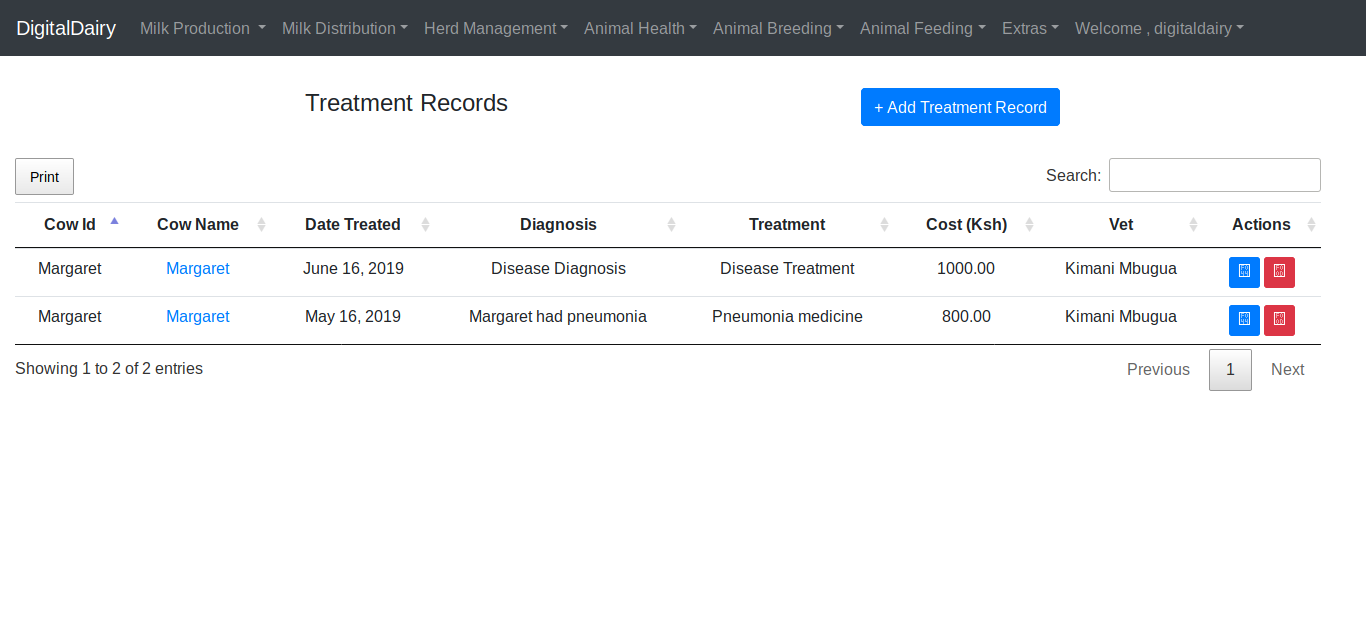 DigitalDairy Milk Production Milk Distribution Herd Management Animal Health Animal Breeding Animal Feeding Extras Welcome , digitaldairy
Treatment Records + Add Treatment Record
Print Search:
Cow Id Cow Name Date Treated Diagnosis Treatment Cost (Ksh) Vet Actions
Margaret Margaret June 16, 2019 Disease Diagnosis Disease Treatment 1000.00 Kimani Mbugua
Margaret Margaret May 16, 2019 Margaret had pneumonia Pneumonia medicine 800.00 Kimani Mbugua
Showing 1 to 2 of 2 entries Previous 1 Next